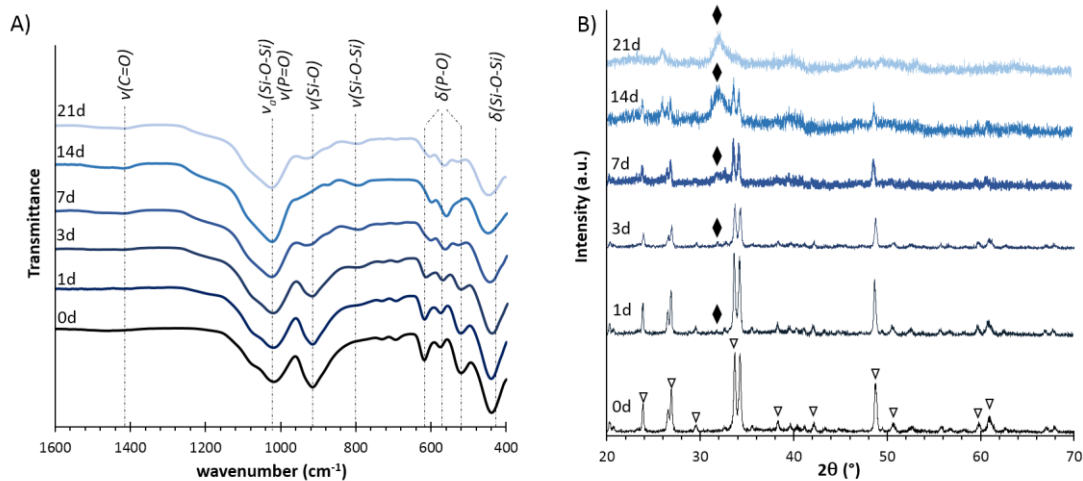 A)
ν(C=O)
νa(Si-O-Si)
ν(P=O)
ν(Si-O)
ν(Si-O-Si)
δ(P-O)
δ(Si-O-Si)
21d
14d
7d
3d
1d
0d
Transmittance
1600 1400 1200 1000 800 600 400
wavenumber (cm⁻¹)
B)
21d
14d
7d
3d
1d
0d
Intensity (a.u.)
20 30 40 50 60 70
2θ (°)